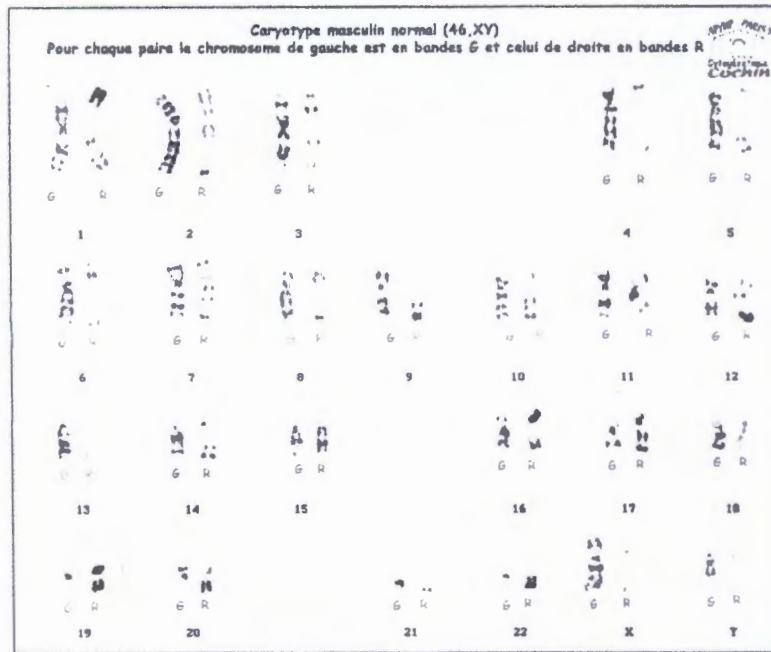 Caryotype masculin normal (46,XY)
Pour chaque paire le chromosome de gauche est en bandes G et celui de droite en bandes R
Cochin
G R G R G R G R G R
1 2 3 4 5
G R G R G R G R
6 7 8 9 10 11 12
G R G R G R G R G R
13 14 15 16 17 18
G R G R G R G R G R G R
19 20 21 22 X Y